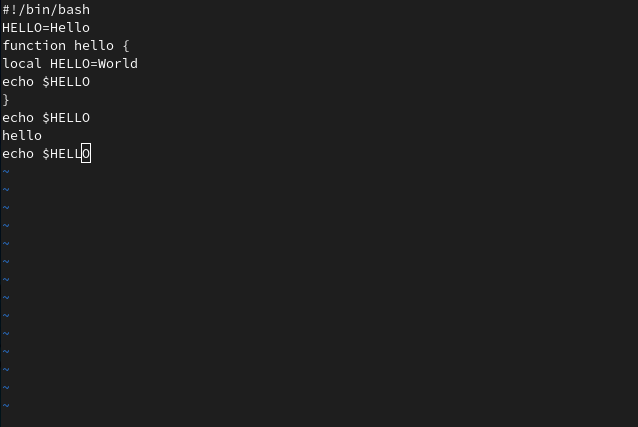 #!/bin/bash
HELLO=Hello
function hello {
local HELLO=World
echo $HELLO
}
echo $HELLO
hello
echo $HELLO
~
~
~
~
~
~
~
~
~
~
~
~
~
~